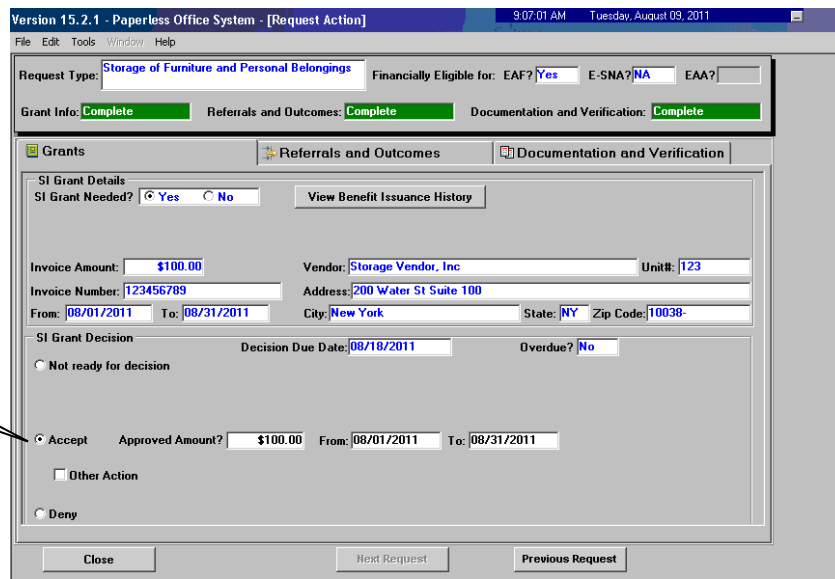 Version 15.2.1 - Paperless Office System - [Request Action] 9:07:01 AM Tuesday, August 09, 2011
File Edit Tools Window Help
Request Type: Storage of Furniture and Personal Belongings Financially Eligible for: EAF? Yes E-SNA? NA EAA?
Grant Info: Complete Referrals and Outcomes: Complete Documentation and Verification: Complete
Grants Referrals and Outcomes Documentation and Verification
SI Grant Details
SI Grant Needed? Yes No View Benefit Issuance History
Invoice Amount: $100.00 Vendor: Storage Vendor, Inc Unit#: 123
Invoice Number: 123456789 Address: 200 Water St Suite 100
From: 08/01/2011 To: 08/31/2011 City: New York State: NY Zip Code: 10038-
SI Grant Decision
Decision Due Date: 08/18/2011 Overdue? No
Not ready for decision
Accept Approved Amount? $100.00 From: 08/01/2011 To: 08/31/2011
Other Action
Deny
Close Next Request Previous Request